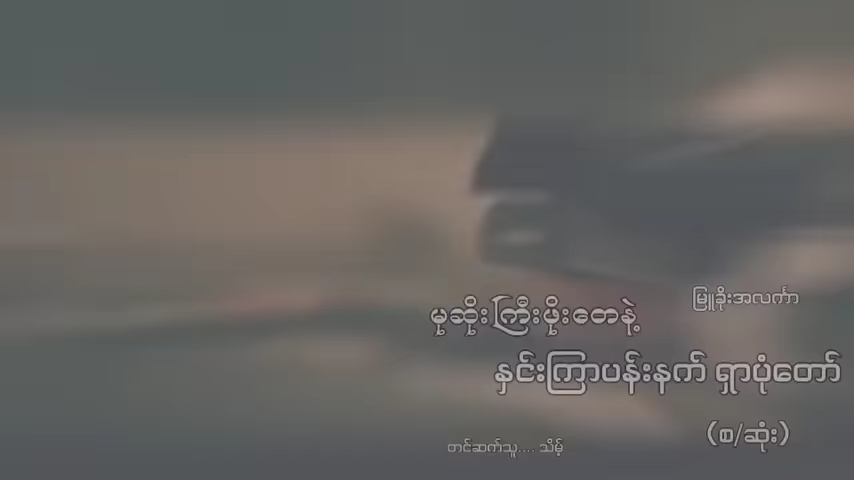 မြူခိုးအလင်္ကာ
မုဆိုးကြီးဖိုးတေနဲ့
နှင်းကြာပန်းနက် ရှာပုံတော်
(စ/ဆုံး)
တင်ဆက်သူ.... သိမ့်